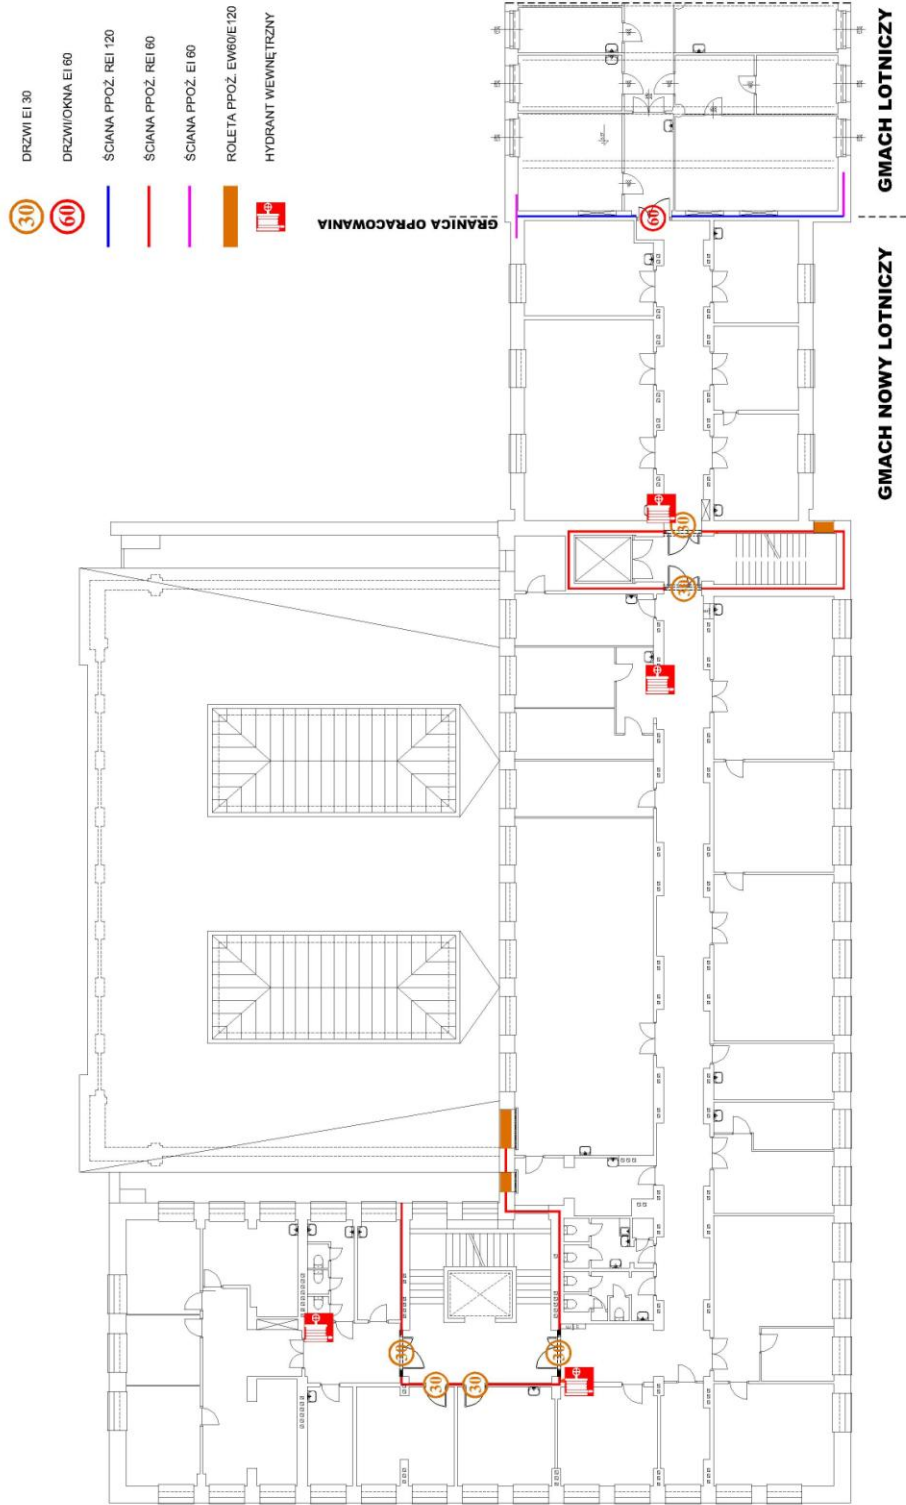 30 DRZWI EI 30
60 DRZWI/OKNA EI 60
ŚCIANA PPOŻ. REI 120
ŚCIANA PPOŻ. REI 60
ŚCIANA PPOŻ. EI 60
ROLETA PPOŻ. EW60/E120
HYDRANT WEWNĘTRZNY
GRANICA OPRACOWANIA
GMACH LOTNICZY
GMACH NOWY LOTNICZY
60
30
30
30
30
30
30